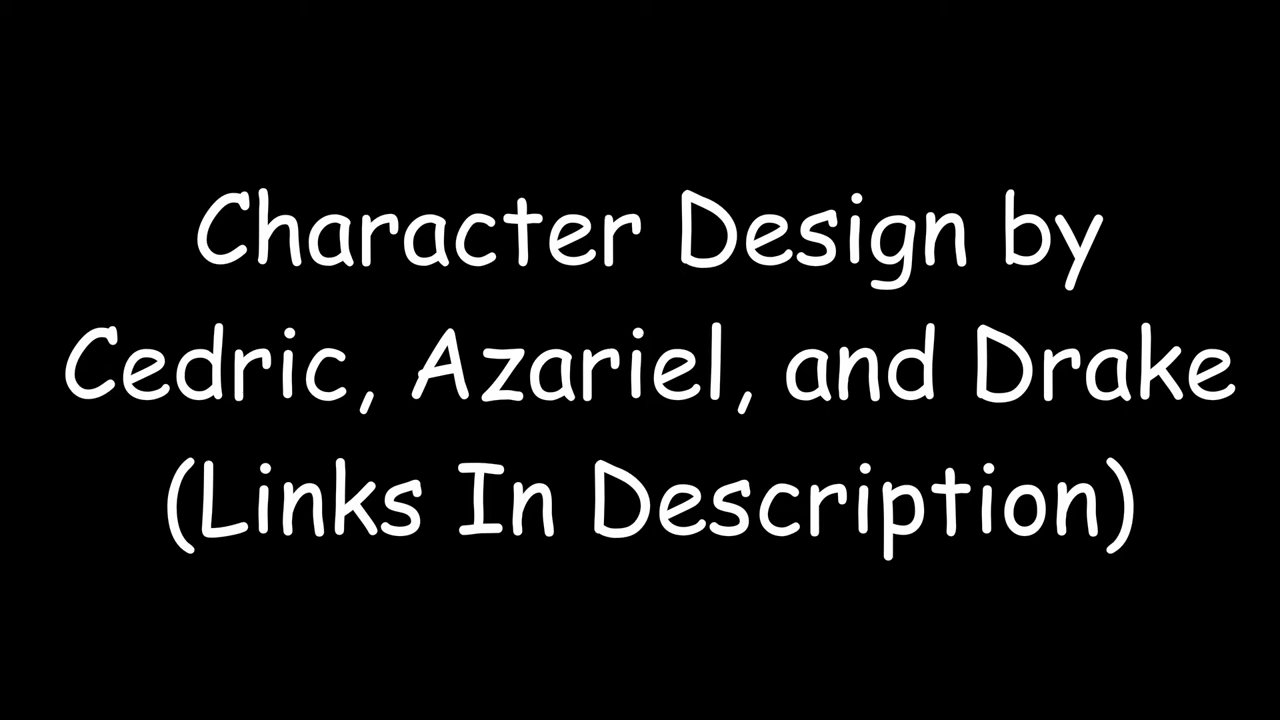 Character Design by
Cedric, Azariel, and Drake
(Links In Description)